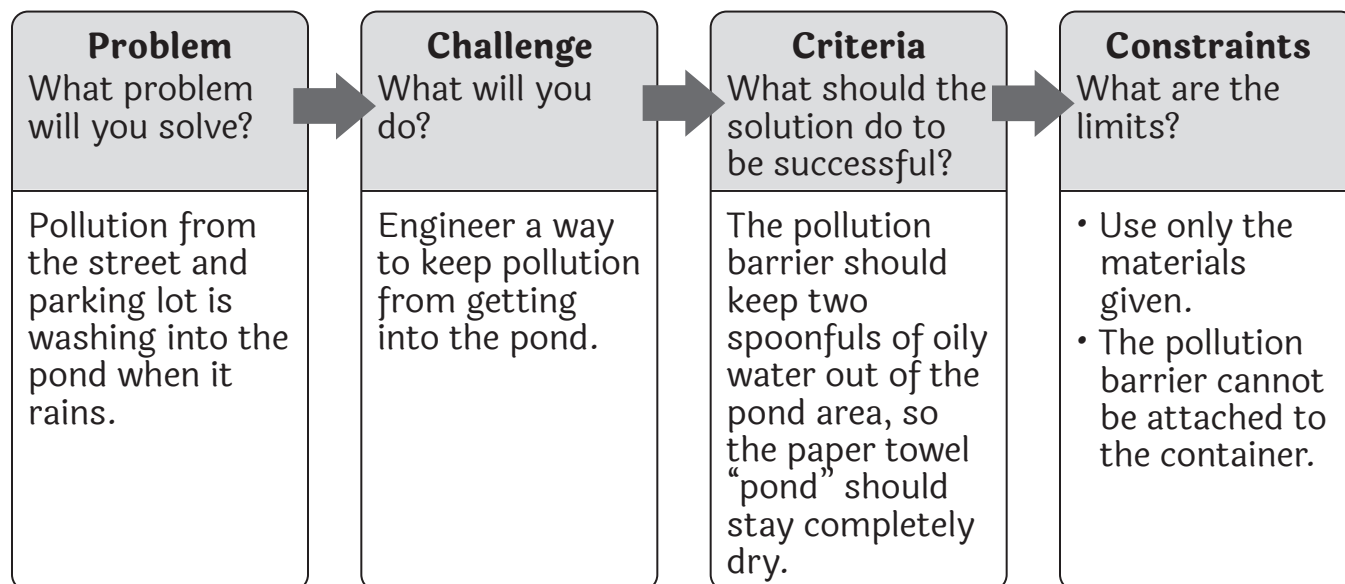 Problem
What problem
will you solve?
Pollution from
the street and
parking lot is
washing into the
pond when it
rains.
Challenge
What will you
do?
Engineer a way
to keep pollution
from getting
into the pond.
Criteria
What should the
solution do to
be successful?
The pollution
barrier should
keep two
spoonfuls of oily
water out of the
pond area, so
the paper towel
“pond” should
stay completely
dry.
Constraints
What are the
limits?
• Use only the
materials
given.
• The pollution
barrier cannot
be attached to
the container.